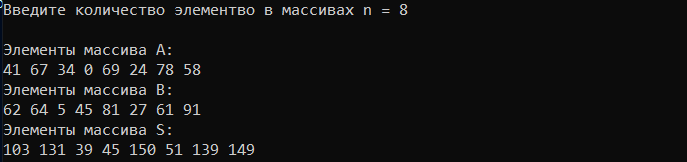 Введите количество элементво в массивах n = 8
Элементы массива A:
41 67 34 0 69 24 78 58
Элементы массива B:
62 64 5 45 81 27 61 91
Элементы массива S:
103 131 39 45 150 51 139 149